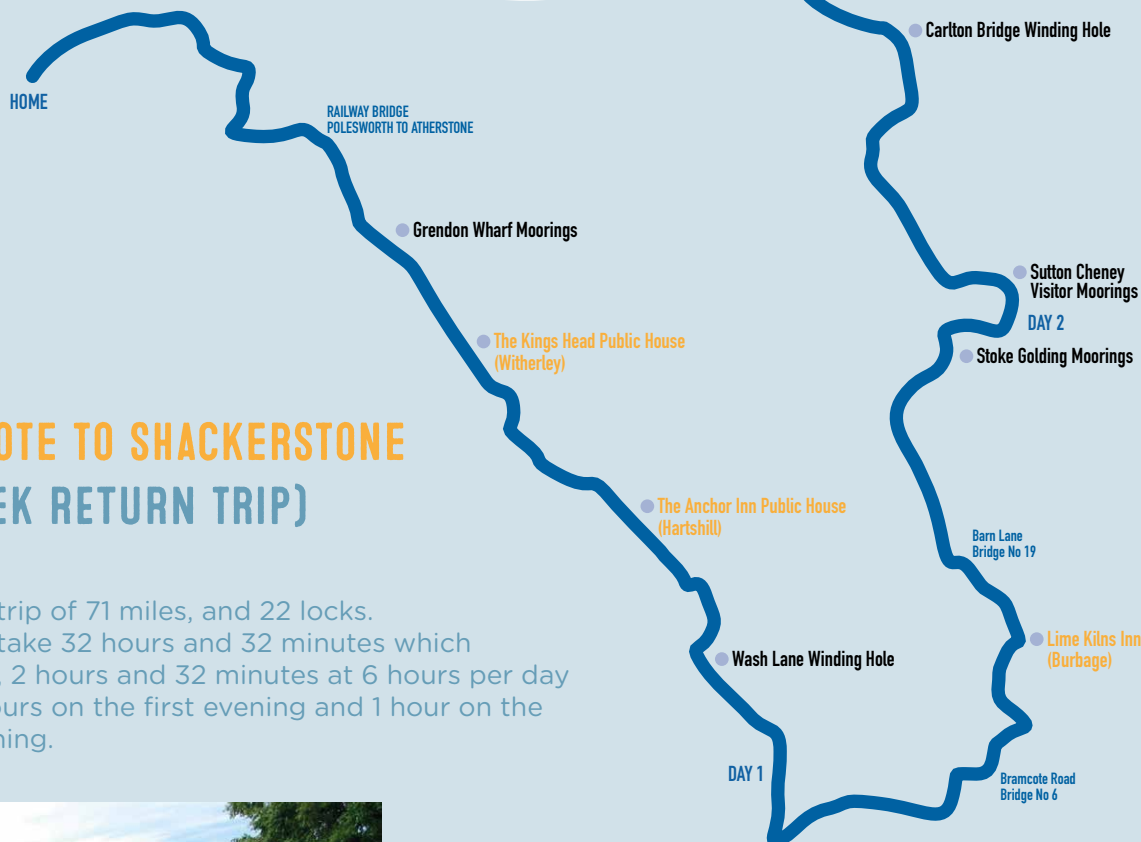 Carlton Bridge Winding Hole
HOME
RAILWAY BRIDGE
POLESWORTH TO ATHERSTONE
Grendon Wharf Moorings
Sutton Cheney
Visitor Moorings
DAY 2
Stoke Golding Moorings
The Kings Head Public House
(Witherley)
OTE TO SHACKERSTONE
EK RETURN TRIP)
The Anchor Inn Public House
(Hartshill)
Barn Lane
Bridge No 19
trip of 71 miles, and 22 locks.
take 32 hours and 32 minutes which
, 2 hours and 32 minutes at 6 hours per day
ours on the first evening and 1 hour on the
ning.
Lime Kilns Inn
(Burbage)
Wash Lane Winding Hole
DAY 1
Bramcote Road
Bridge No 6